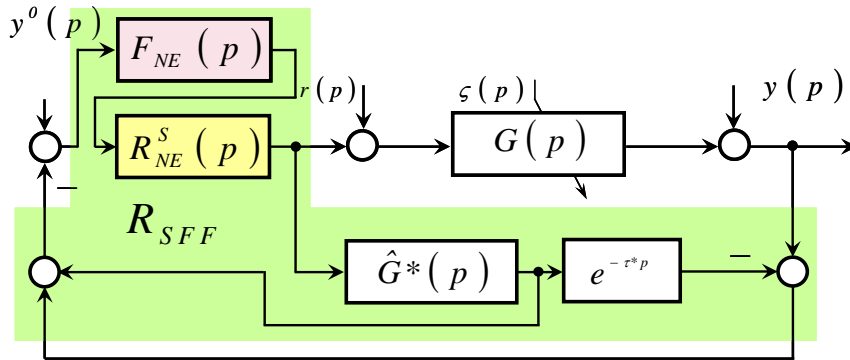 y⁰(p)
F_NE(p)
r(p)
ς(p)
y(p)
R^S_NE(p)
G(p)
−
R_SFF
Ĝ*(p)
e^{-τ*p}
−